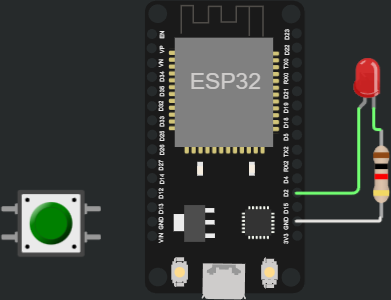 EN
VP
VN
D34
D35
D32
D33
D25
D26
D27
D14
D12
D13
GND
VIN
ESP32
D23
D22
TX0
RX0
D21
D19
D18
D5
TX2
RX2
D4
D2
D15
GND
3V3